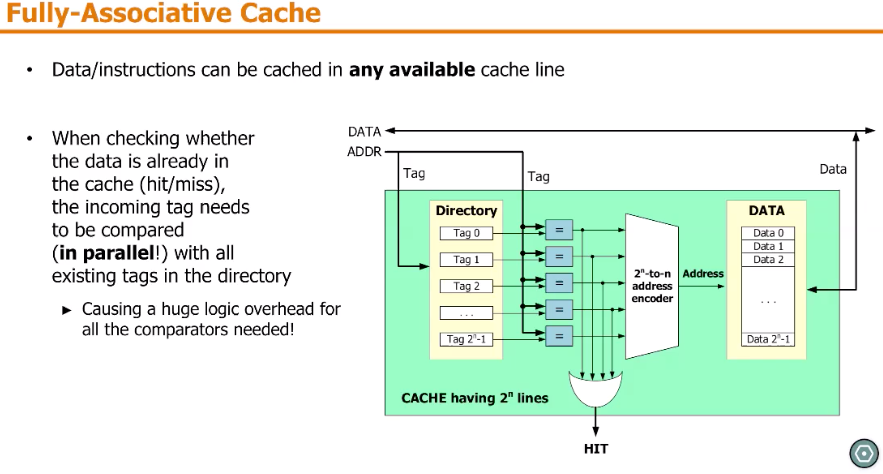 Fully-Associative Cache
• Data/instructions can be cached in any available cache line
• When checking whether
the data is already in
the cache (hit/miss),
the incoming tag needs
to be compared
(in parallel!) with all
existing tags in the directory
► Causing a huge logic overhead for
all the comparators needed!
DATA
ADDR
Tag
Tag
Data
Directory
Tag 0
Tag 1
Tag 2
. . .
Tag 2ⁿ-1
=
=
=
=
=
2ⁿ-to-n
address
encoder
Address
DATA
Data 0
Data 1
Data 2
. . .
Data 2ⁿ-1
CACHE having 2ⁿ lines
HIT